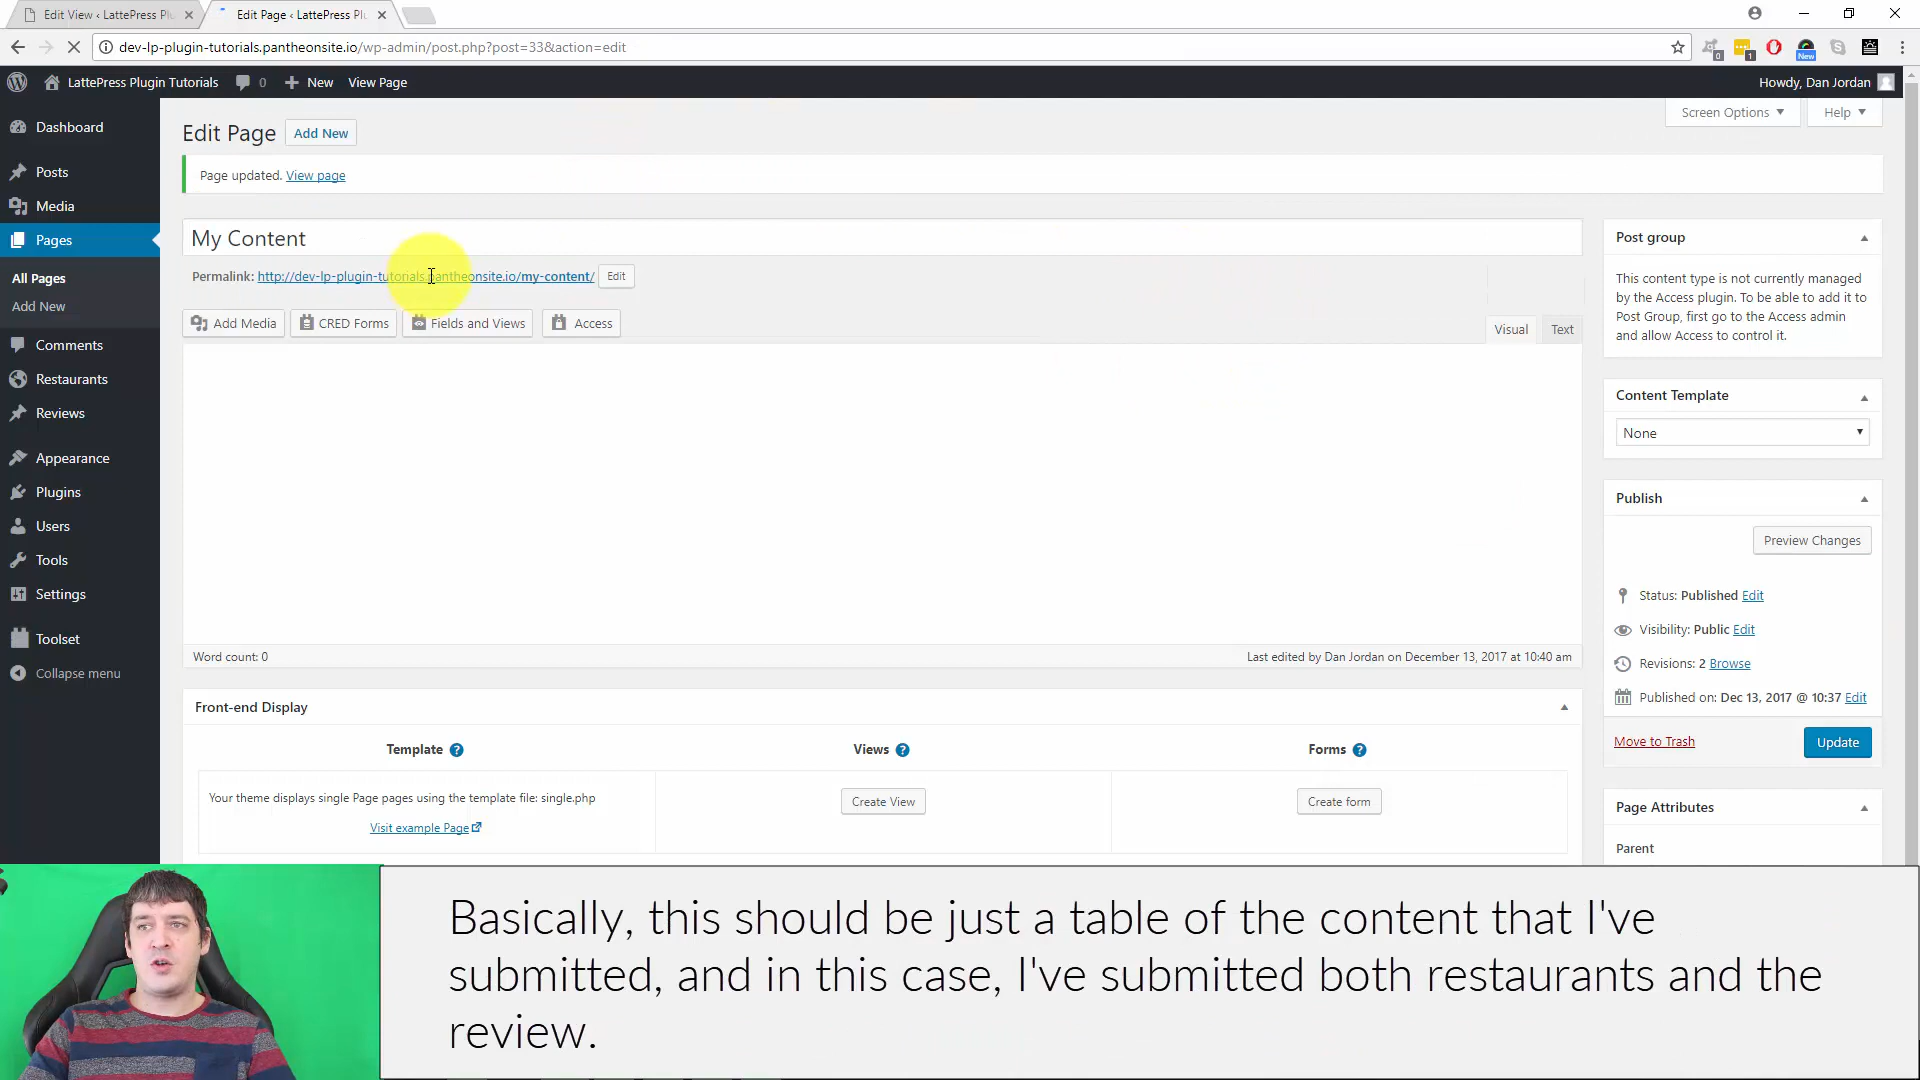 Edit View ‹ LattePress Plu
Edit Page ‹ LattePress Plu
dev-lp-plugin-tutorials.pantheonsite.io/wp-admin/post.php?post=33&action=edit
0
1
New
LattePress Plugin Tutorials
0
New
View Page
Howdy, Dan Jordan
Dashboard
Posts
Media
Pages
All Pages
Add New
Comments
Restaurants
Reviews
Appearance
Plugins
Users
Tools
Settings
Toolset
Collapse menu
Screen Options
Help
Edit Page
Add New
Page updated. View page
My Content
Permalink: http://dev-lp-plugin-tutorials.pantheonsite.io/my-content/
Edit
Add Media
CRED Forms
Fields and Views
Access
Visual
Text
Word count: 0
Last edited by Dan Jordan on December 13, 2017 at 10:40 am
Front-end Display
Template ?
Views ?
Forms ?
Your theme displays single Page pages using the template file: single.php
Visit example Page
Create View
Create form
Post group
This content type is not currently managed
by the Access plugin. To be able to add it to
Post Group, first go to the Access admin
and allow Access to control it.
Content Template
None
Publish
Preview Changes
Status: Published Edit
Visibility: Public Edit
Revisions: 2 Browse
Published on: Dec 13, 2017 @ 10:37 Edit
Move to Trash
Update
Page Attributes
Parent
Basically, this should be just a table of the content that I've
submitted, and in this case, I've submitted both restaurants and the
review.